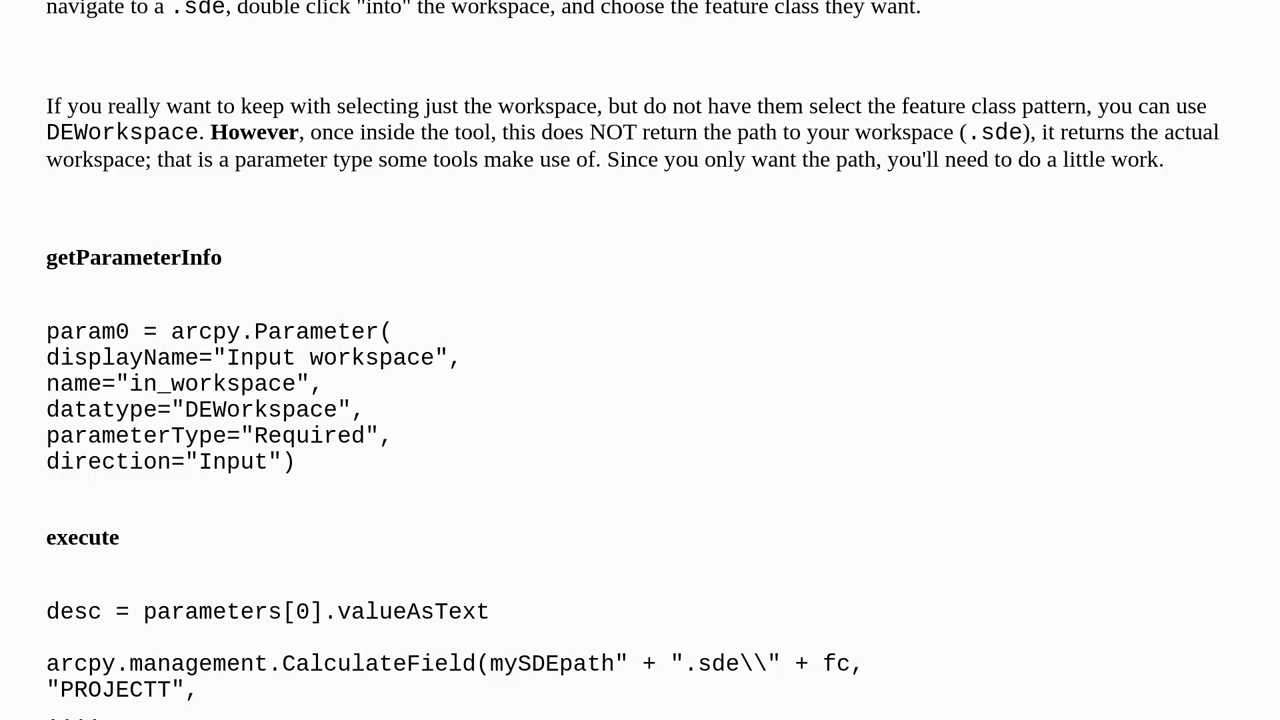 navigate to a .sde, double click "into" the workspace, and choose the feature class they want.
If you really want to keep with selecting just the workspace, but do not have them select the feature class pattern, you can use
DEWorkspace. However, once inside the tool, this does NOT return the path to your workspace (.sde), it returns the actual
workspace; that is a parameter type some tools make use of. Since you only want the path, you'll need to do a little work.
getParameterInfo
param0 = arcpy.Parameter(
displayName="Input workspace",
name="in_workspace",
datatype="DEWorkspace",
parameterType="Required",
direction="Input")
execute
desc = parameters[0].valueAsText
arcpy.management.CalculateField(mySDEpath" + ".sde\\" + fc,
"PROJECTT",